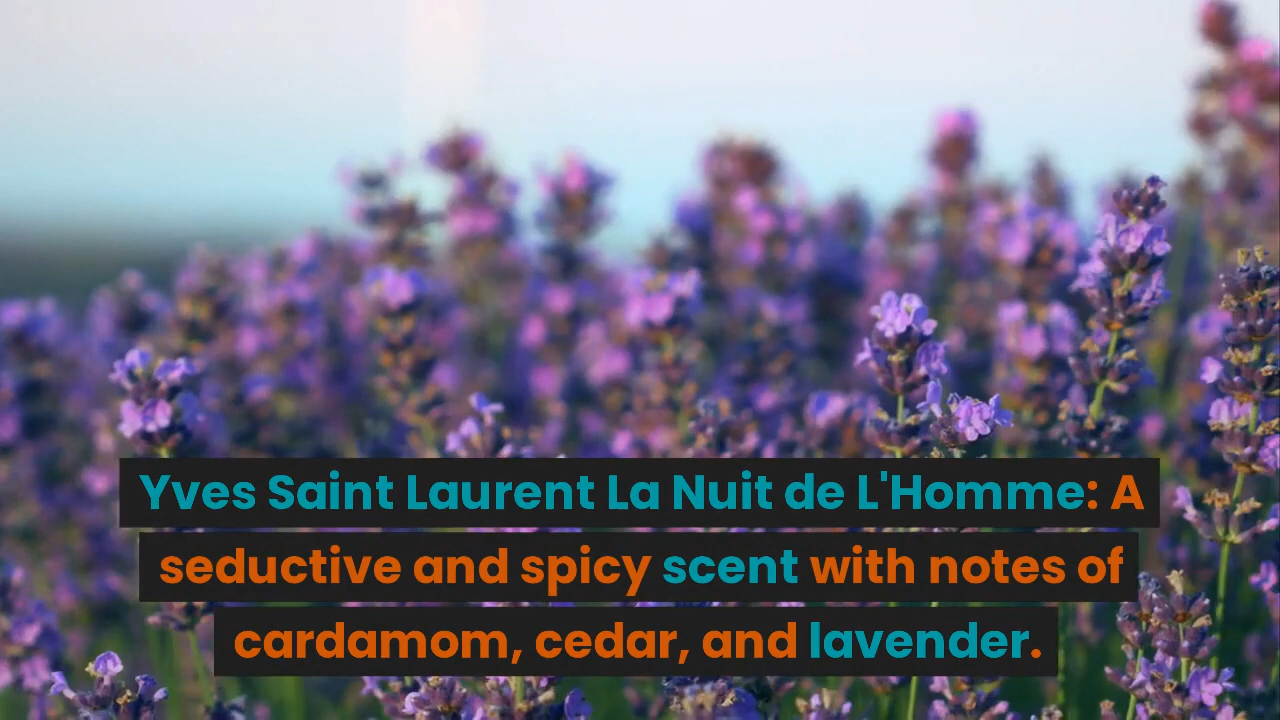 Yves Saint Laurent La Nuit de L'Homme: A
seductive and spicy scent with notes of
cardamom, cedar, and lavender.